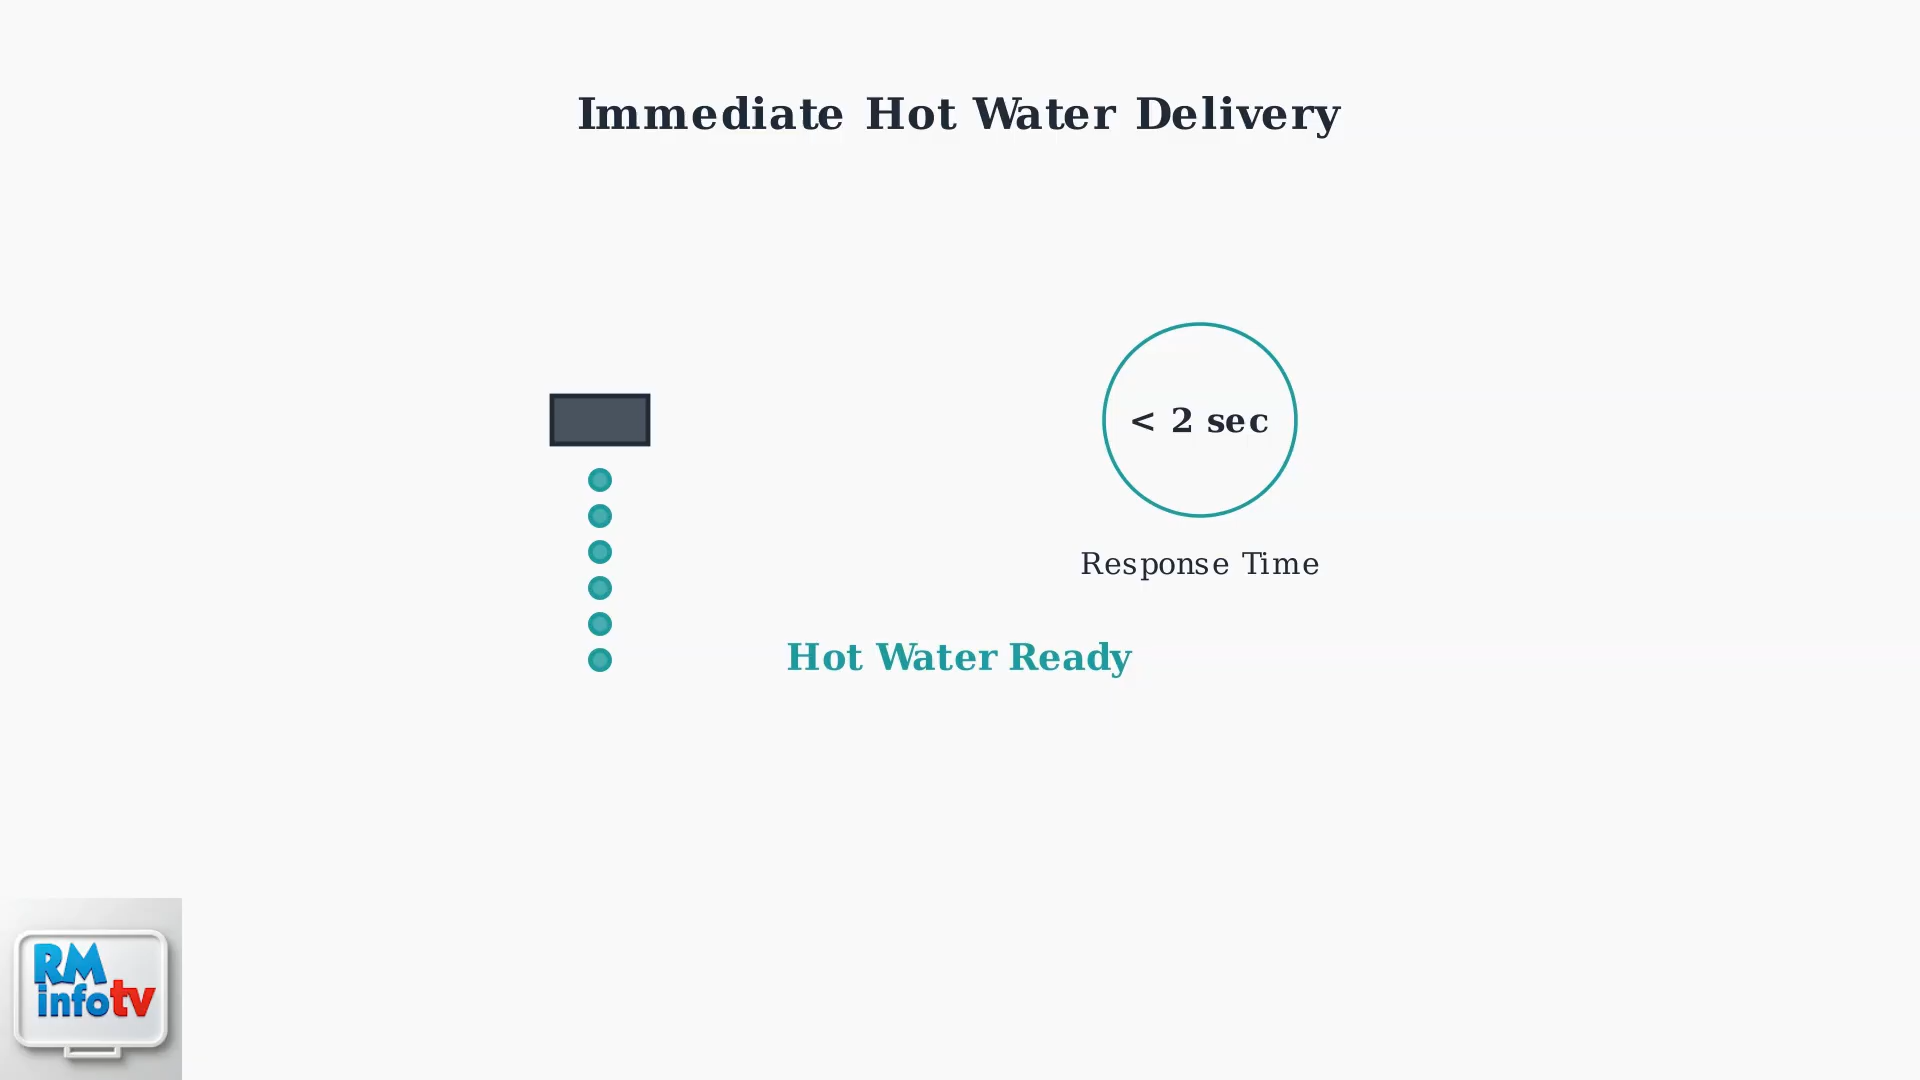 Immediate Hot Water Delivery
< 2 sec
Response Time
Hot Water Ready
RM
infotv